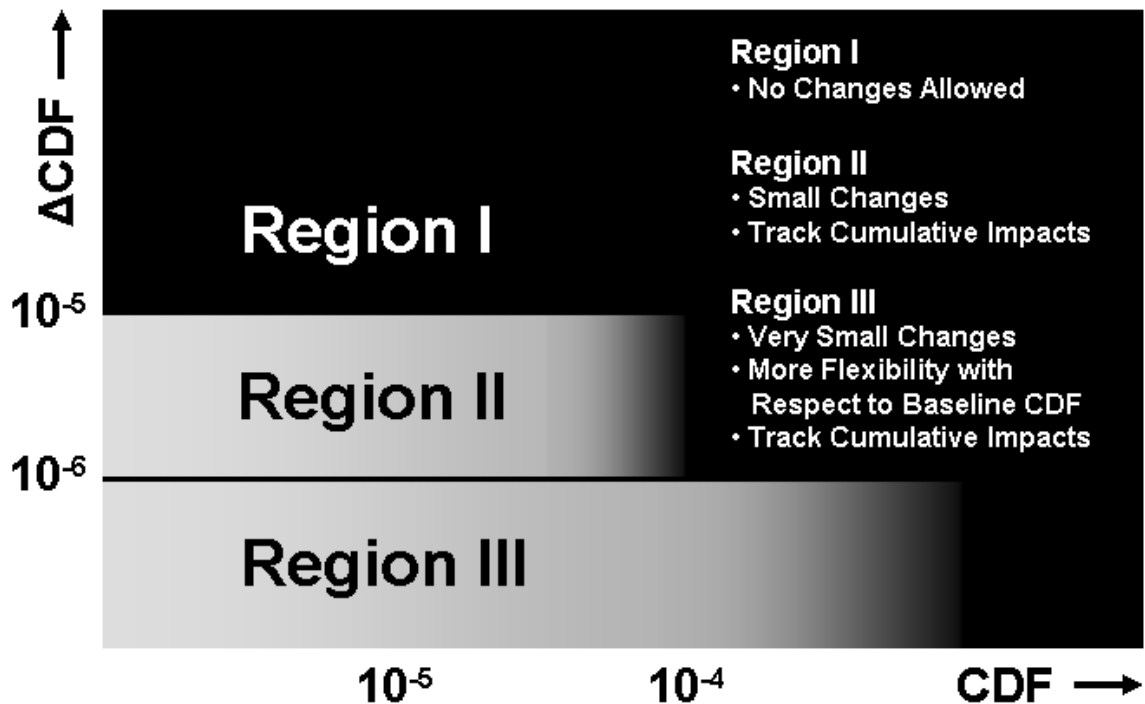 ΔCDF →
Region I
• No Changes Allowed
Region II
• Small Changes
• Track Cumulative Impacts
Region III
• Very Small Changes
• More Flexibility with
Respect to Baseline CDF
• Track Cumulative Impacts
Region I
10⁻⁵
Region II
10⁻⁶
Region III
10⁻⁵ 10⁻⁴ CDF →